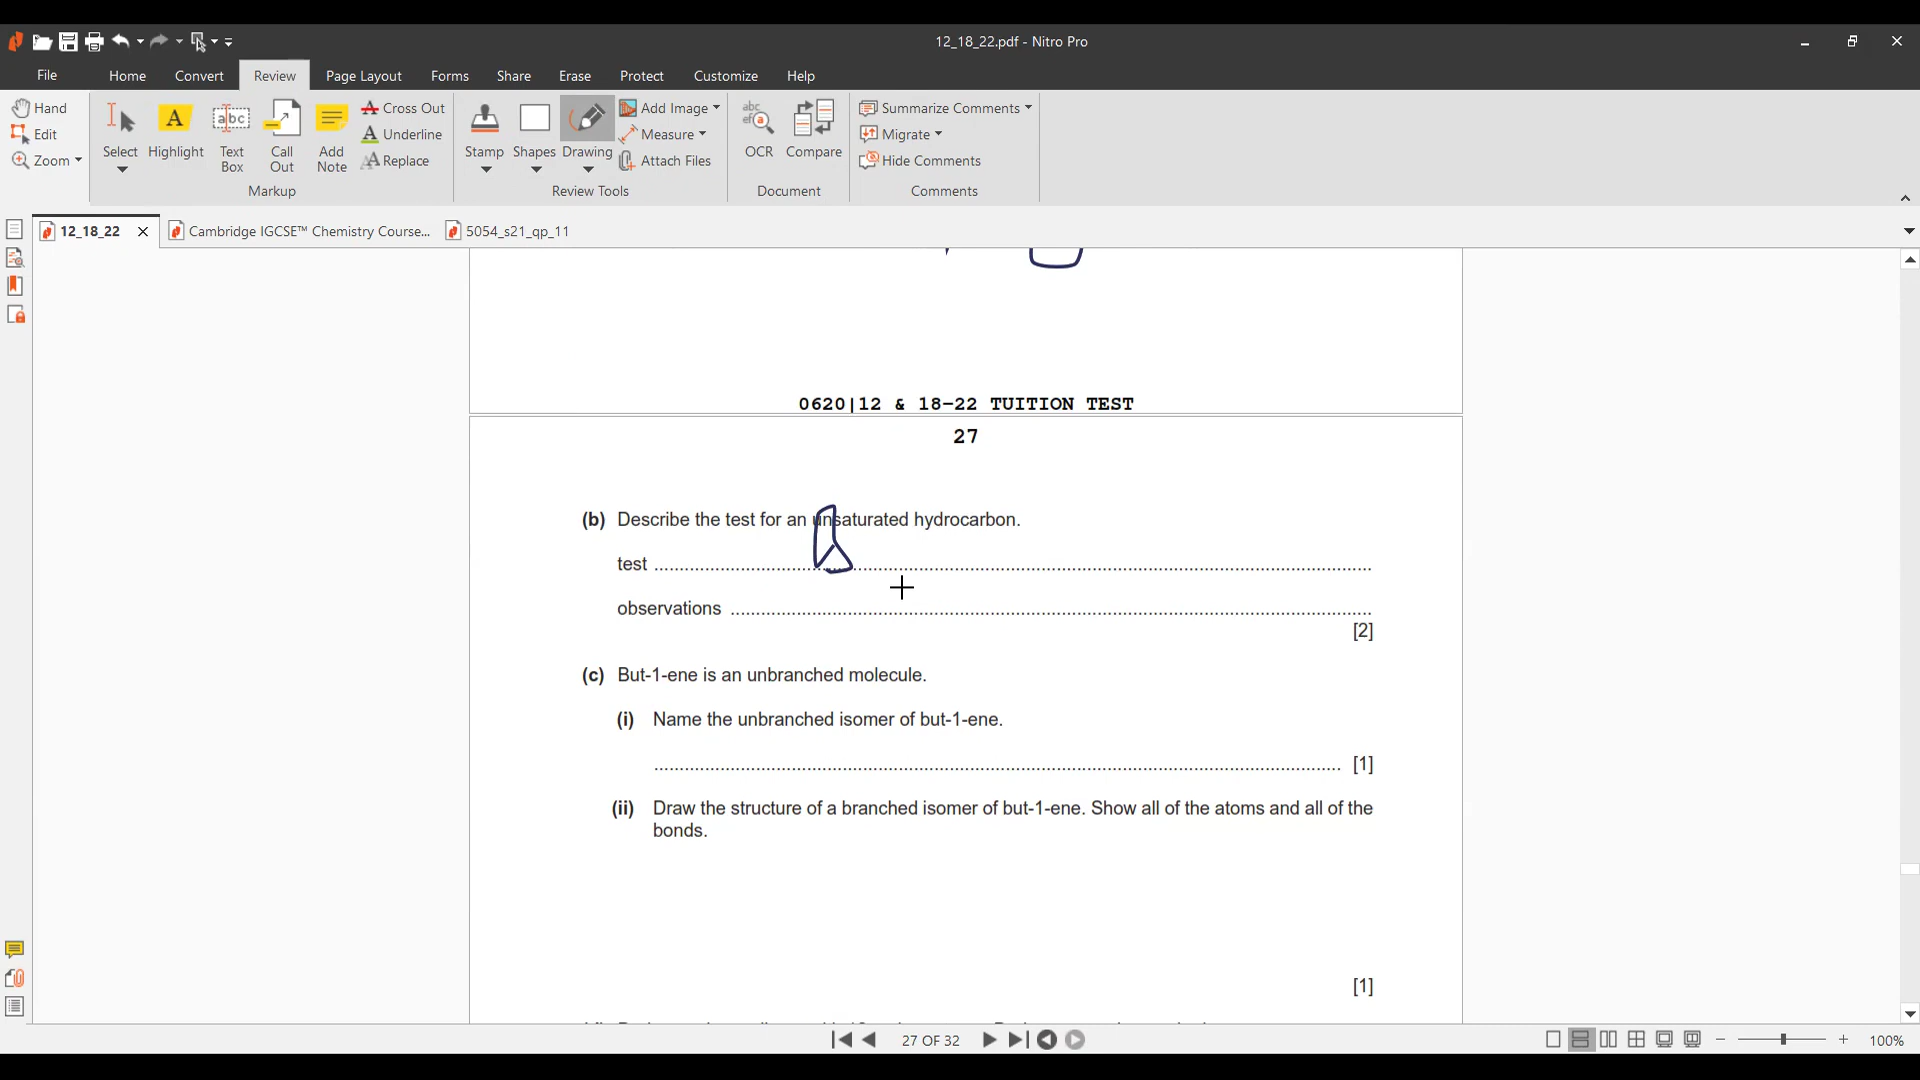 12_18_22.pdf - Nitro Pro
File Home Convert Review Page Layout Forms Share Erase Protect Customize Help
Hand
Edit
Zoom
Select
Highlight
Text Box
Call Out
Add Note
Cross Out
Underline
Replace
Markup
Stamp
Shapes
Drawing
Add Image
Measure
Attach Files
Review Tools
OCR
Compare
Document
Summarize Comments
Migrate
Hide Comments
Comments
12_18_22 Cambridge IGCSE™ Chemistry Course... 5054_s21_qp_11
0620|12 & 18-22 TUITION TEST
27
(b) Describe the test for an unsaturated hydrocarbon.
test ........................................
observations ........................................
[2]
(c) But-1-ene is an unbranched molecule.
(i) Name the unbranched isomer of but-1-ene.
........................................ [1]
(ii) Draw the structure of a branched isomer of but-1-ene. Show all of the atoms and all of the
bonds.
[1]
27 OF 32
100%